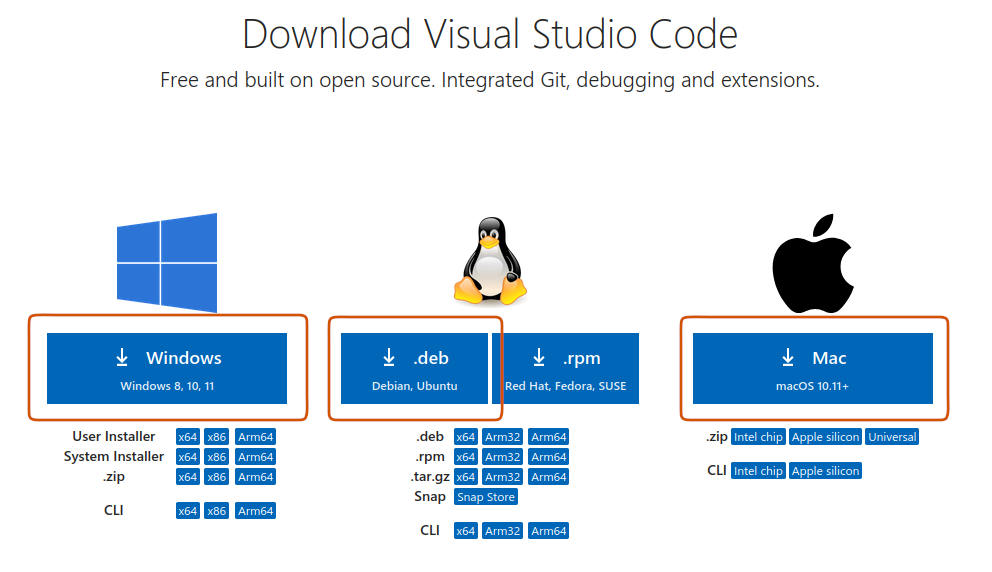 Download Visual Studio Code
Free and built on open source. Integrated Git, debugging and extensions.
Windows
Windows 8, 10, 11
User Installer x64 x86 Arm64
System Installer x64 x86 Arm64
.zip x64 x86 Arm64
CLI x64 x86 Arm64
.deb
Debian, Ubuntu
.rpm
Red Hat, Fedora, SUSE
.deb x64 Arm32 Arm64
.rpm x64 Arm32 Arm64
.tar.gz x64 Arm32 Arm64
Snap Snap Store
CLI x64 Arm32 Arm64
Mac
macOS 10.11+
.zip Intel chip Apple silicon Universal
CLI Intel chip Apple silicon